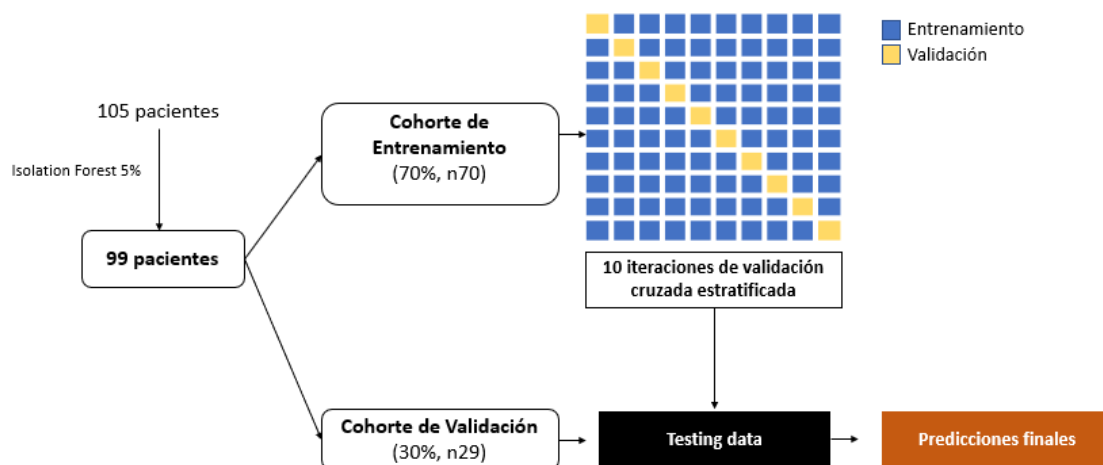 105 pacientes
Isolation Forest 5%
99 pacientes
Cohorte de
Entrenamiento
(70%, n70)
Entrenamiento
Validación
10 iteraciones de validación
cruzada estratificada
Cohorte de Validación
(30%, n29)
Testing data
Predicciones finales